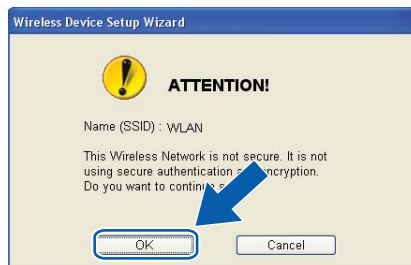 Wireless Device Setup Wizard
ATTENTION!
Name (SSID) : WLAN
This Wireless Network is not secure. It is not
using secure authentication encryption.
Do you want to continue
OK
Cancel